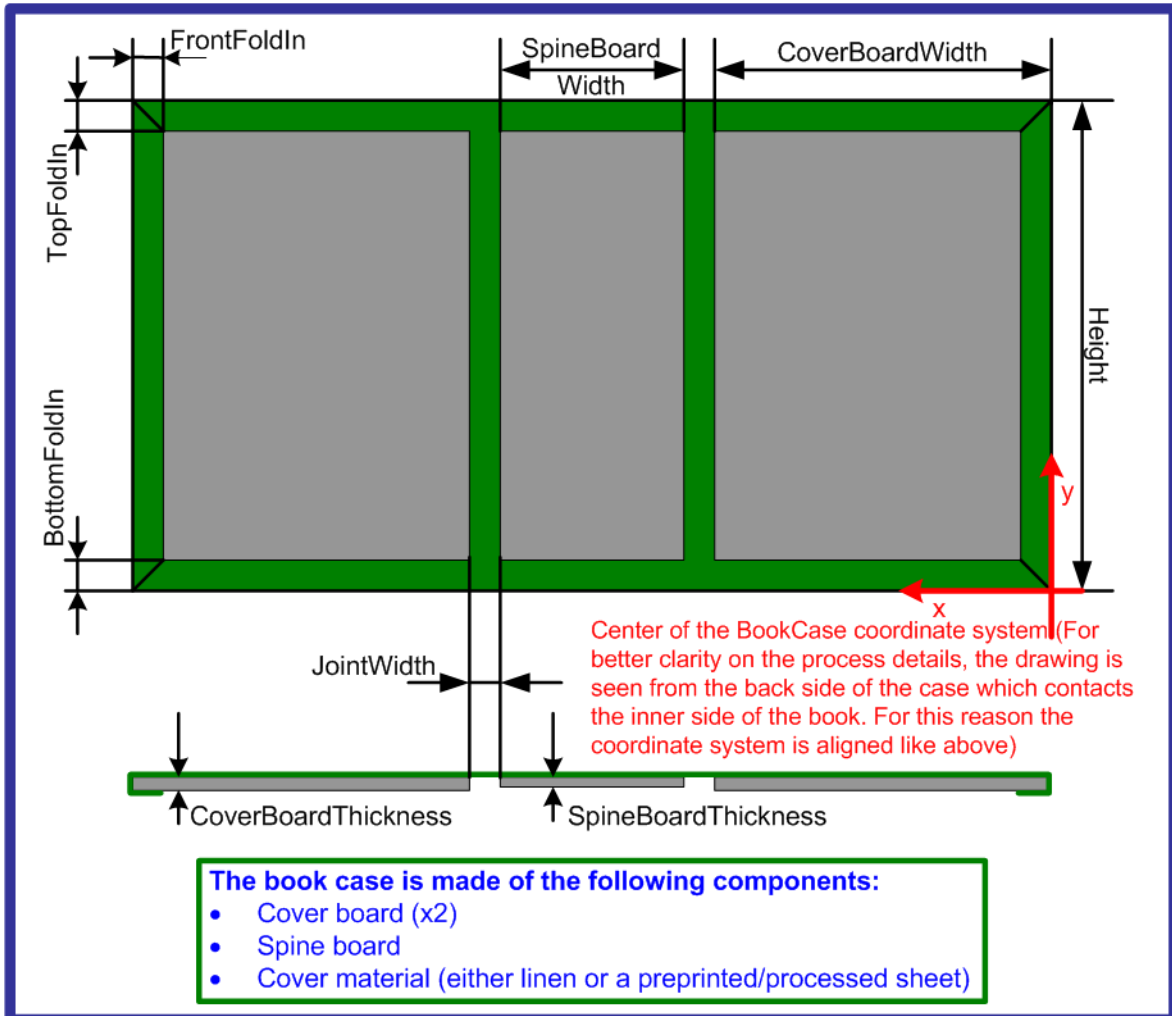 FrontFoldIn
SpineBoard
Width
CoverBoardWidth
TopFoldIn
BottomFoldIn
Height
y
x
Center of the BookCase coordinate system (For
better clarity on the process details, the drawing is
seen from the back side of the case which contacts
the inner side of the book. For this reason the
coordinate system is aligned like above)
JointWidth
CoverBoardThickness
SpineBoardThickness
The book case is made of the following components:
• Cover board (x2)
• Spine board
• Cover material (either linen or a preprinted/processed sheet)